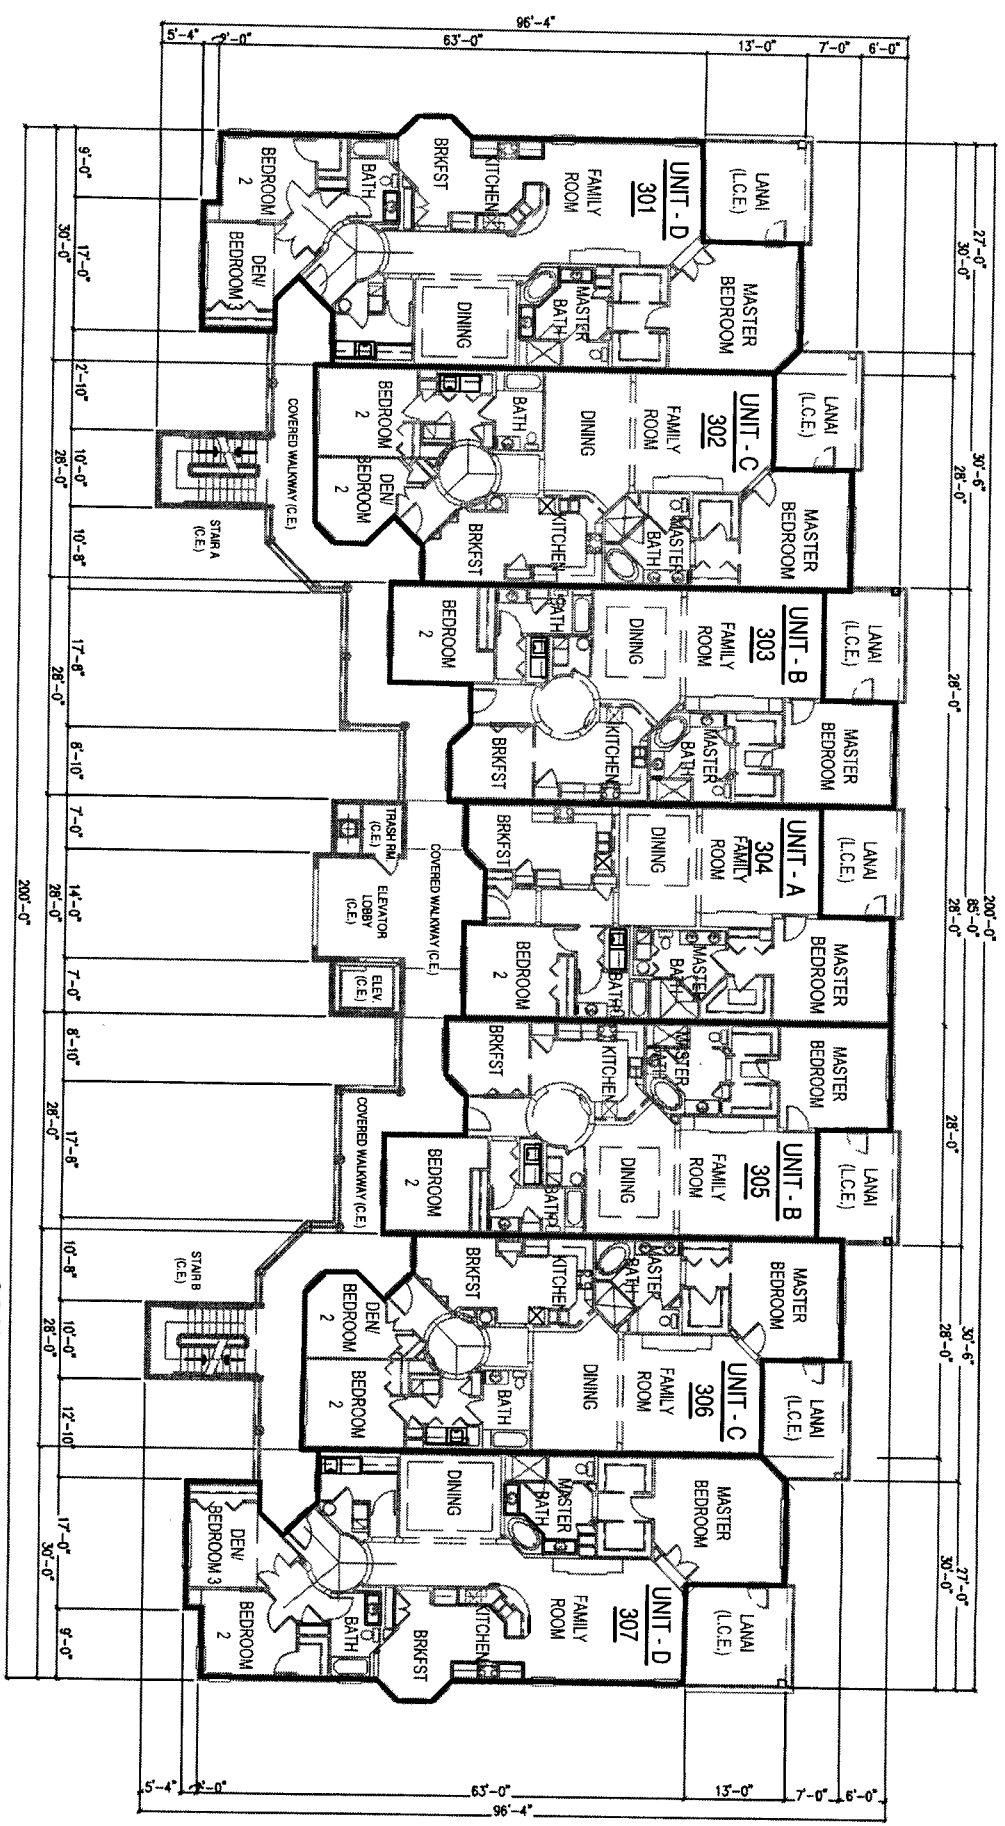 96'-4"
5'-4"
2'-0"
63'-0"
13'-0"
7'-0"
6'-0"
200'-0"
27'-0"
30'-0"
85'-0"
30'-6"
28'-0"
28'-0"
28'-0"
28'-0"
30'-6"
28'-0"
27'-0"
30'-0"
LANAI
(L.C.E.)
MASTER
BEDROOM
UNIT - D
301
FAMILY
ROOM
KITCHEN
BRKFST
BATH
BEDROOM
2
DEN/
BEDROOM 3
DINING
MASTER
BATH
LANAI
(L.C.E.)
MASTER
BEDROOM
UNIT - C
302
FAMILY
ROOM
DINING
BATH
BEDROOM
2
DEN/
BEDROOM
2
BRKFST
KITCHEN
MASTER
BATH
LANAI
(L.C.E.)
MASTER
BEDROOM
UNIT - B
303
FAMILY
ROOM
DINING
BATH
BEDROOM
2
BRKFST
KITCHEN
MASTER
BATH
LANAI
(L.C.E.)
MASTER
BEDROOM
UNIT - A
304
FAMILY
ROOM
DINING
BRKFST
BEDROOM
2
BATH
MASTER
BATH
MASTER
BEDROOM
LANAI
(L.C.E.)
UNIT - B
305
FAMILY
ROOM
DINING
MASTER
BATH
KITCHEN
BRKFST
BATH
BEDROOM
2
MASTER
BEDROOM
LANAI
(L.C.E.)
UNIT - C
306
FAMILY
ROOM
DINING
MASTER
BATH
KITCHEN
BRKFST
DEN/
BEDROOM
2
BEDROOM
2
BATH
MASTER
BEDROOM
LANAI
(L.C.E.)
UNIT - D
307
FAMILY
ROOM
DINING
MASTER
BATH
KITCHEN
BRKFST
BATH
DEN/
BEDROOM 3
BEDROOM
2
COVERED WALKWAY (C.E.)
STAIR A
(C.E.)
TRASH RM.
(C.E.)
COVERED WALKWAY (C.E.)
ELEVATOR
LOBBY
(C.E.)
ELEV.
(C.E.)
COVERED WALKWAY (C.E.)
STAIR B
(C.E.)
9'-0"
17'-0"
30'-0"
2'-10"
10'-0"
28'-0"
10'-8"
17'-8"
28'-0"
8'-10"
7'-0"
14'-0"
28'-0"
200'-0"
7'-0"
8'-10"
28'-0"
17'-8"
10'-8"
10'-0"
28'-0"
12'-10"
17'-0"
30'-0"
9'-0"
5'-4"
63'-0"
13'-0"
7'-0"
6'-0"
96'-4"